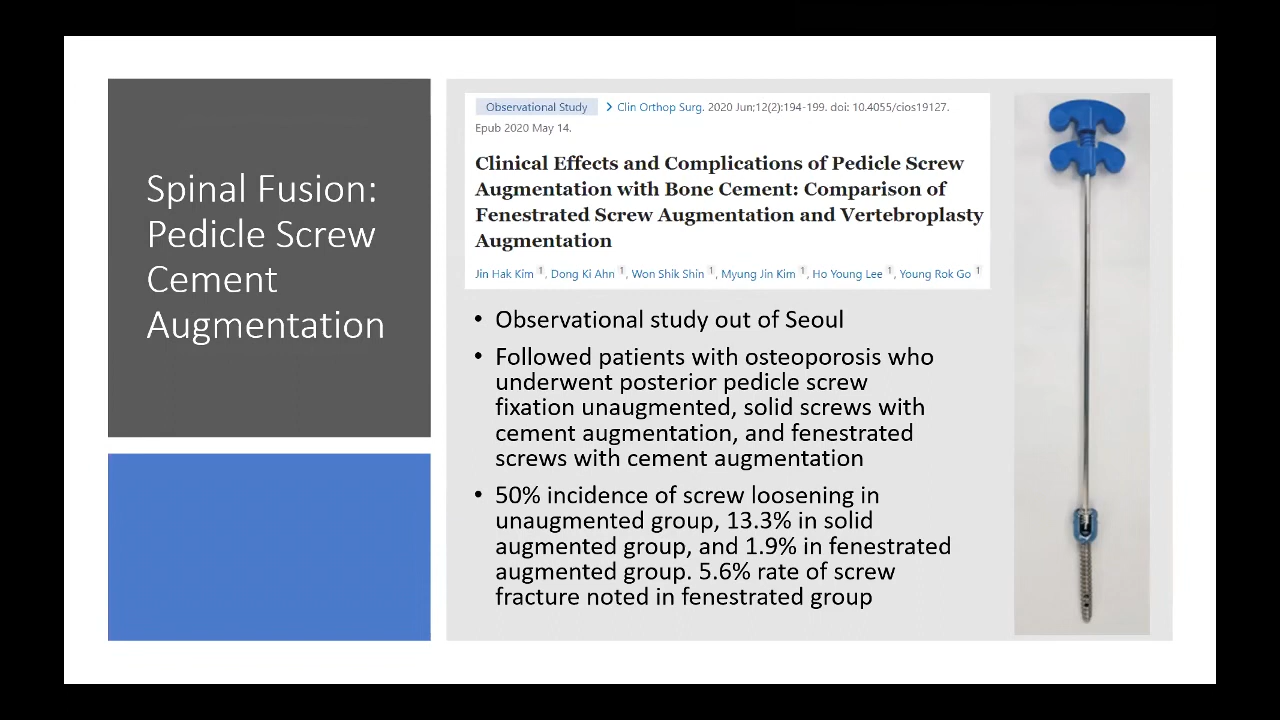 Spinal Fusion:
Pedicle Screw
Cement
Augmentation
Observational Study > Clin Orthop Surg. 2020 Jun;12(2):194-199. doi: 10.4055/cios19127.
Epub 2020 May 14.
Clinical Effects and Complications of Pedicle Screw
Augmentation with Bone Cement: Comparison of
Fenestrated Screw Augmentation and Vertebroplasty
Augmentation
Jin Hak Kim 1, Dong Ki Ahn 1, Won Shik Shin 1, Myung Jin Kim 1, Ho Young Lee 1, Young Rok Go 1
• Observational study out of Seoul
• Followed patients with osteoporosis who
underwent posterior pedicle screw
fixation unaugmented, solid screws with
cement augmentation, and fenestrated
screws with cement augmentation
• 50% incidence of screw loosening in
unaugmented group, 13.3% in solid
augmented group, and 1.9% in fenestrated
augmented group. 5.6% rate of screw
fracture noted in fenestrated group